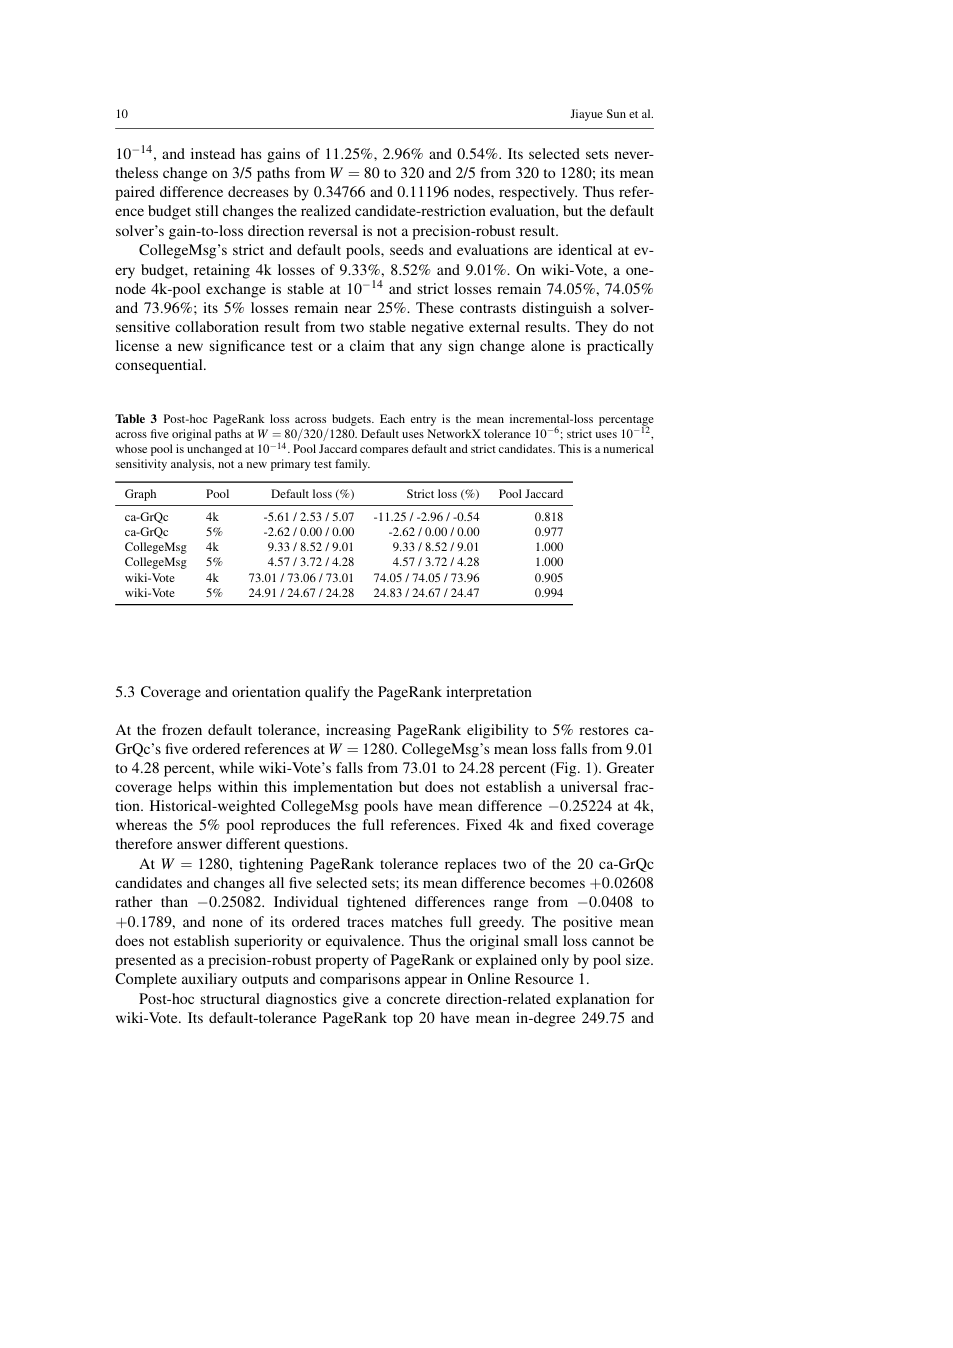 10 Jiayue Sun et al.
10−14, and instead has gains of 11.25%, 2.96% and 0.54%. Its selected sets never-
theless change on 3/5 paths from W = 80 to 320 and 2/5 from 320 to 1280; its mean
paired difference decreases by 0.34766 and 0.11196 nodes, respectively. Thus refer-
ence budget still changes the realized candidate-restriction evaluation, but the default
solver's gain-to-loss direction reversal is not a precision-robust result.
CollegeMsg's strict and default pools, seeds and evaluations are identical at ev-
ery budget, retaining 4k losses of 9.33%, 8.52% and 9.01%. On wiki-Vote, a one-
node 4k-pool exchange is stable at 10−14 and strict losses remain 74.05%, 74.05%
and 73.96%; its 5% losses remain near 25%. These contrasts distinguish a solver-
sensitive collaboration result from two stable negative external results. They do not
license a new significance test or a claim that any sign change alone is practically
consequential.
Table 3 Post-hoc PageRank loss across budgets. Each entry is the mean incremental-loss percentage
across five original paths at W = 80/320/1280. Default uses NetworkX tolerance 10−6; strict uses 10−12,
whose pool is unchanged at 10−14. Pool Jaccard compares default and strict candidates. This is a numerical
sensitivity analysis, not a new primary test family.
Graph Pool Default loss (%) Strict loss (%) Pool Jaccard
ca-GrQc 4k -5.61 / 2.53 / 5.07 -11.25 / -2.96 / -0.54 0.818
ca-GrQc 5% -2.62 / 0.00 / 0.00 -2.62 / 0.00 / 0.00 0.977
CollegeMsg 4k 9.33 / 8.52 / 9.01 9.33 / 8.52 / 9.01 1.000
CollegeMsg 5% 4.57 / 3.72 / 4.28 4.57 / 3.72 / 4.28 1.000
wiki-Vote 4k 73.01 / 73.06 / 73.01 74.05 / 74.05 / 73.96 0.905
wiki-Vote 5% 24.91 / 24.67 / 24.28 24.83 / 24.67 / 24.47 0.994
5.3 Coverage and orientation qualify the PageRank interpretation
At the frozen default tolerance, increasing PageRank eligibility to 5% restores ca-
GrQc's five ordered references at W = 1280. CollegeMsg's mean loss falls from 9.01
to 4.28 percent, while wiki-Vote's falls from 73.01 to 24.28 percent (Fig. 1). Greater
coverage helps within this implementation but does not establish a universal frac-
tion. Historical-weighted CollegeMsg pools have mean difference −0.25224 at 4k,
whereas the 5% pool reproduces the full references. Fixed 4k and fixed coverage
therefore answer different questions.
At W = 1280, tightening PageRank tolerance replaces two of the 20 ca-GrQc
candidates and changes all five selected sets; its mean difference becomes +0.02608
rather than −0.25082. Individual tightened differences range from −0.0408 to
+0.1789, and none of its ordered traces matches full greedy. The positive mean
does not establish superiority or equivalence. Thus the original small loss cannot be
presented as a precision-robust property of PageRank or explained only by pool size.
Complete auxiliary outputs and comparisons appear in Online Resource 1.
Post-hoc structural diagnostics give a concrete direction-related explanation for
wiki-Vote. Its default-tolerance PageRank top 20 have mean in-degree 249.75 and